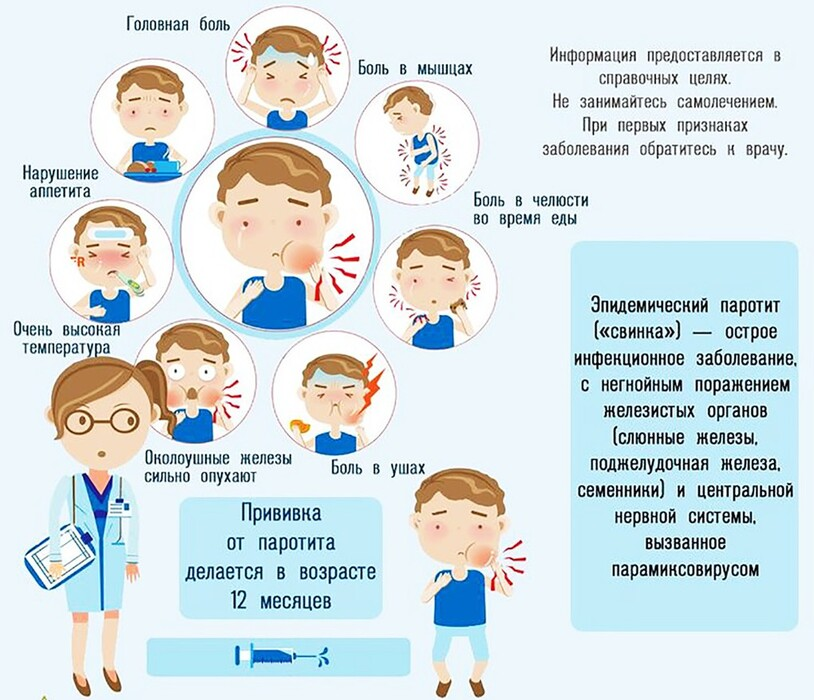 Головная боль
Боль в мышцах
Информация предоставляется в
справочных целях.
Не занимайтесь самолечением.
При первых признаках
заболевания обратитесь к врачу.
Нарушение
аппетита
Боль в челюсти
во время еды
Очень высокая
температура
Околоушные железы
сильно опухают
Боль в ушах
Прививка
от паротита
делается в возрасте
12 месяцев
Эпидемический паротит
(«свинка») — острое
инфекционное заболевание,
с негнойным поражением
железистых органов
(слюнные железы,
поджелудочная железа,
семенники) и центральной
нервной системы,
вызванное
парамиксовирусом